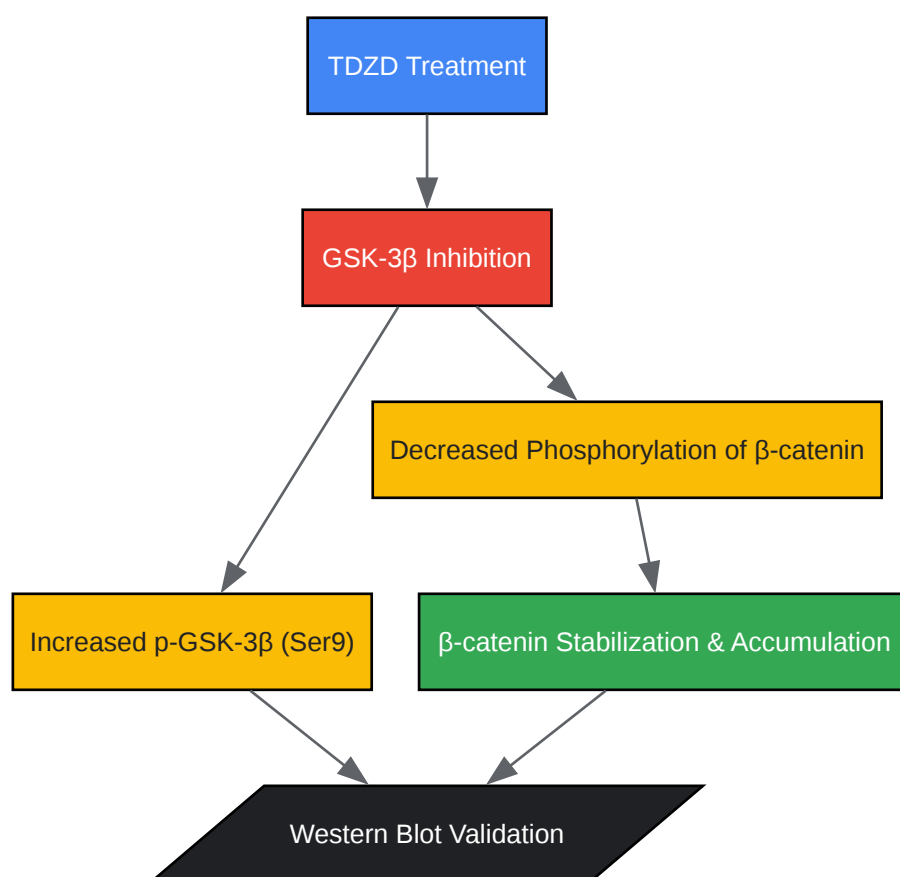 TDZD Treatment
GSK-3β Inhibition
Decreased Phosphorylation of β-catenin
Increased p-GSK-3β (Ser9)
β-catenin Stabilization & Accumulation
Western Blot Validation